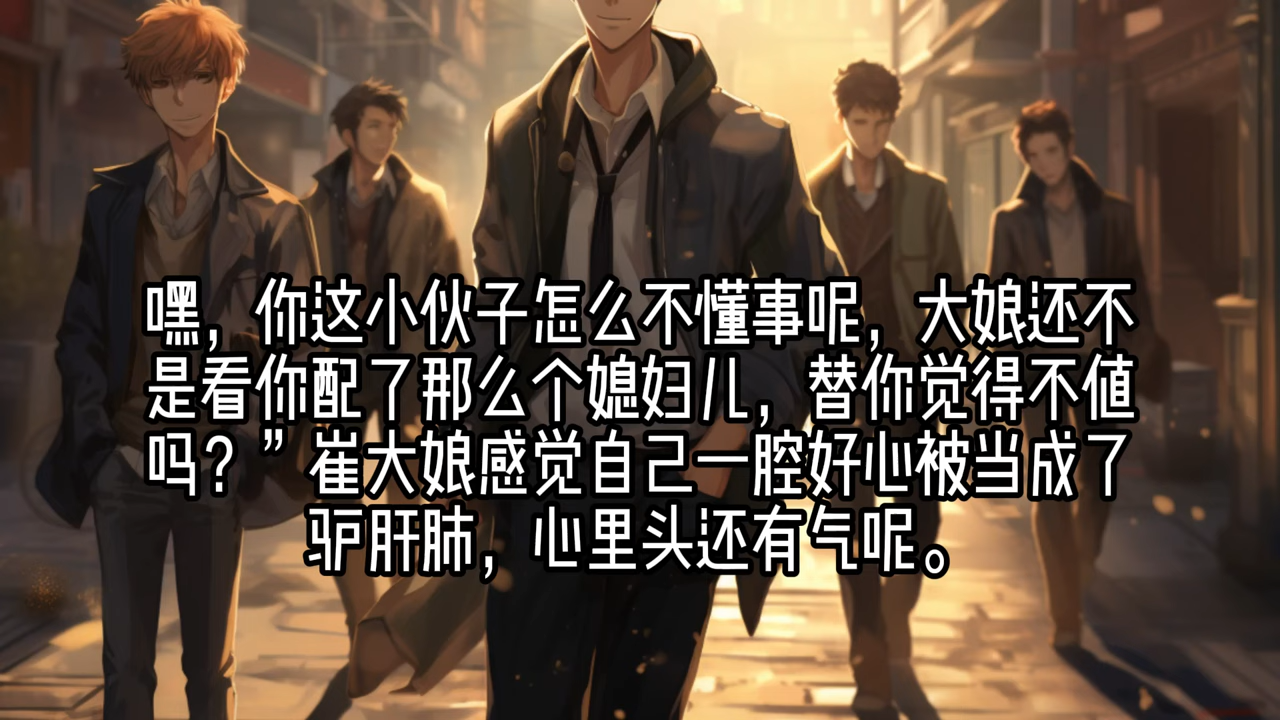 嘿，你这小伙子怎么不懂事呢，大娘还不
是看你配了那么个媳妇儿，替你觉得不值
吗？”崔大娘感觉自己一腔好心被当成了
驴肝肺，心里头还有气呢。